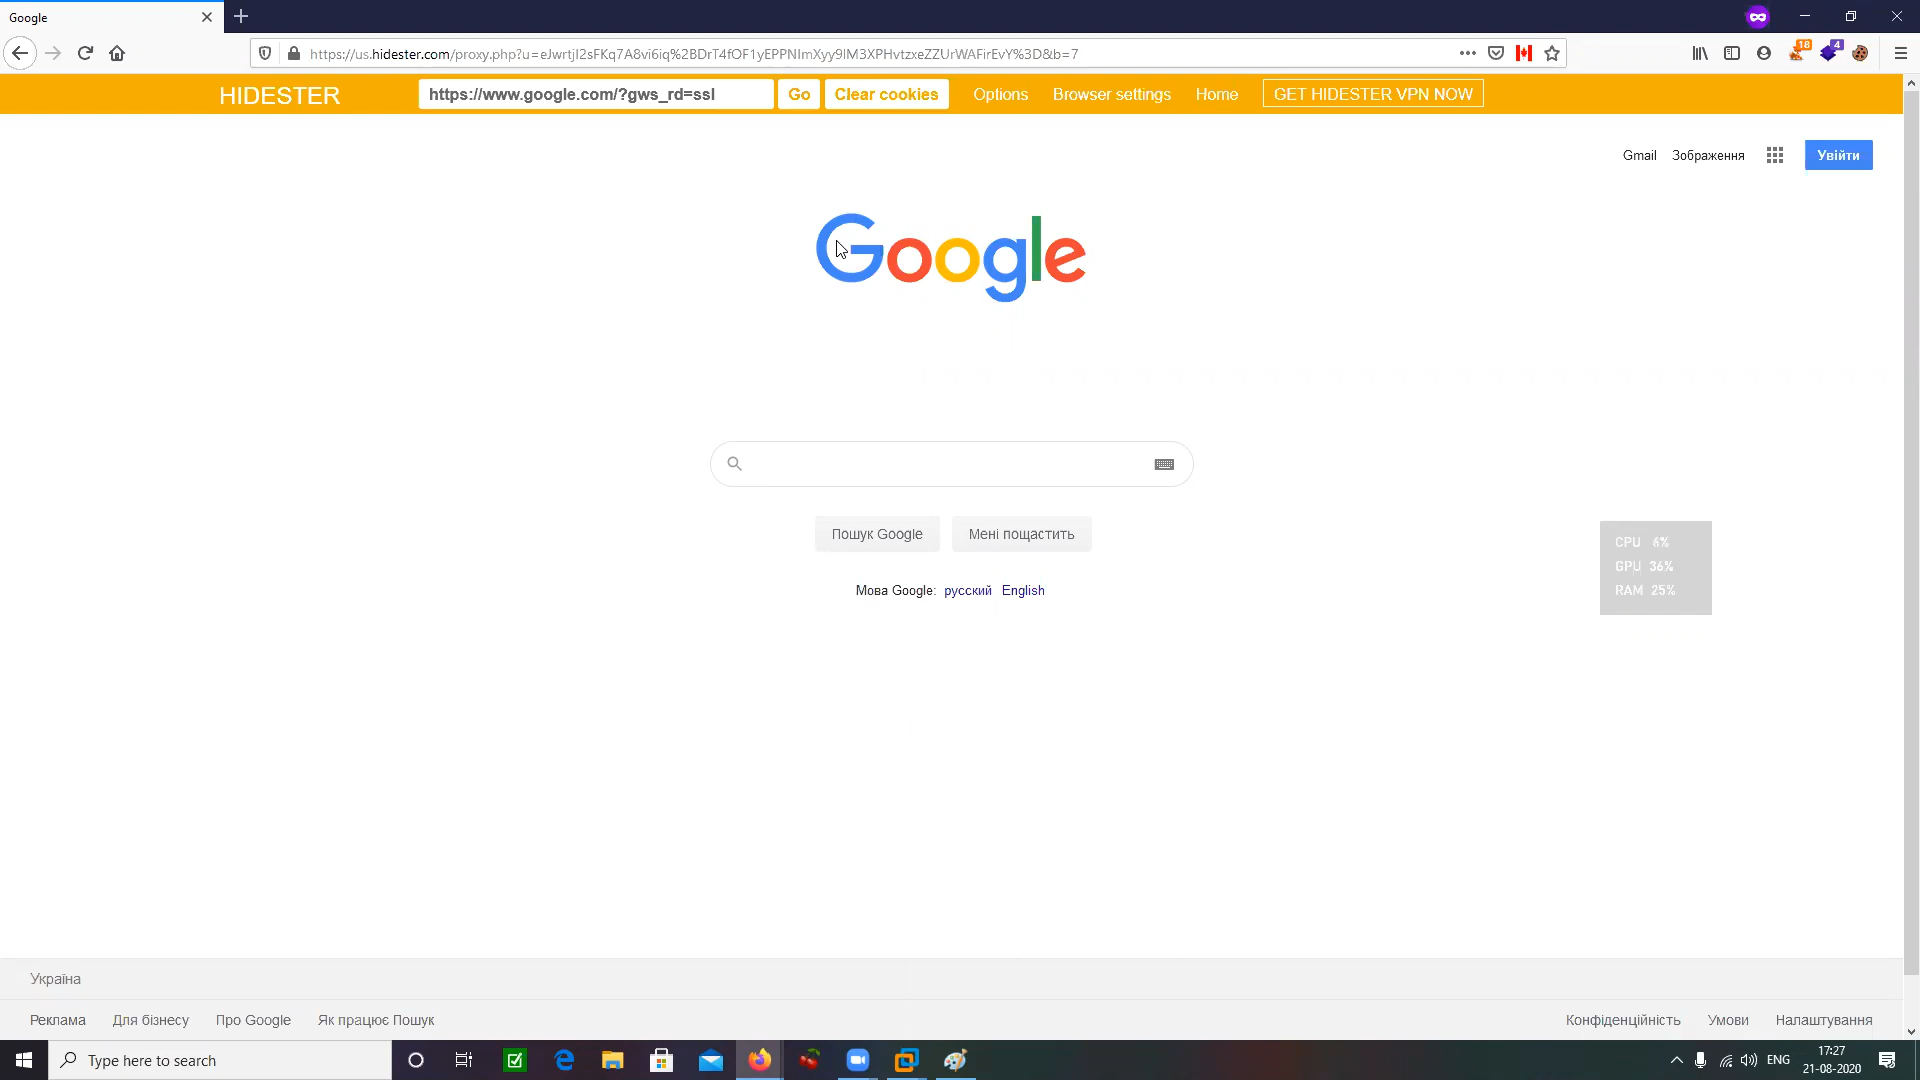 Google
https://us.hidester.com/proxy.php?u=eJwrtjI2sFKq7A8vi6iq%2BDrT4fOF1yEPPNImXyy9IM3XPHvtzxeZZUrWAFirEvY%3D&b=7
18
4
HIDESTER
https://www.google.com/?gws_rd=ssl
Go
Clear cookies
Options
Browser settings
Home
GET HIDESTER VPN NOW
Gmail
Зображення
Увійти
Google
Пошук Google
Мені пощастить
Мова Google: русский English
CPU 6%
GPU 36%
RAM 25%
Україна
Реклама
Для бізнесу
Про Google
Як працює Пошук
Конфіденційність
Умови
Налаштування
Type here to search
ENG
17:27
21-08-2020